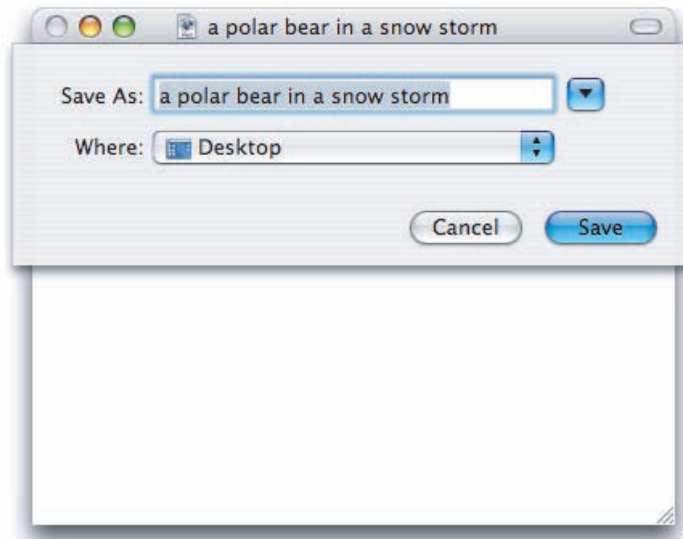 a polar bear in a snow storm
Save As: a polar bear in a snow storm
Where: Desktop
Cancel Save